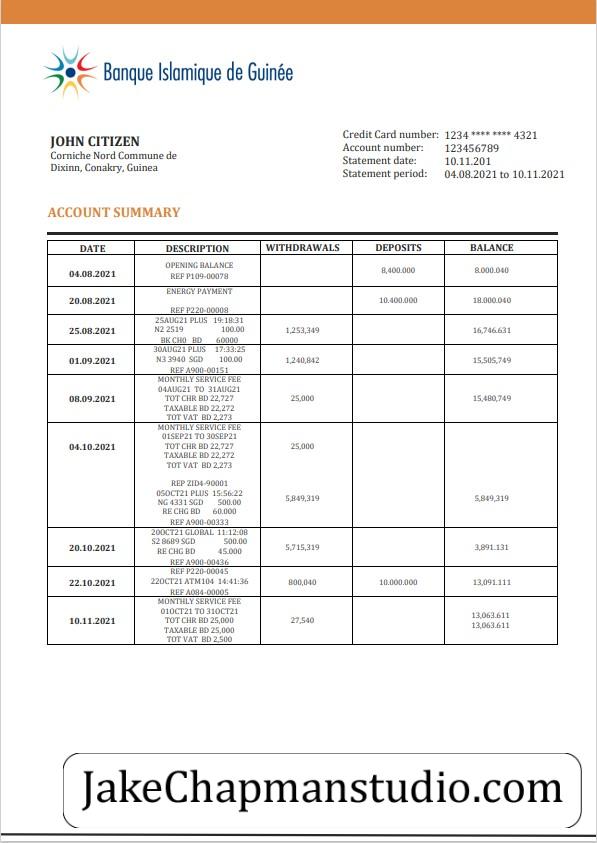 Banque Islamique de Guinée
JOHN CITIZEN
Corniche Nord Commune de
Dixinn, Conakry, Guinea
Credit Card number: 1234 **** **** 4321
Account number: 123456789
Statement date: 10.11.201
Statement period: 04.08.2021 to 10.11.2021
ACCOUNT SUMMARY
DATE DESCRIPTION WITHDRAWALS DEPOSITS BALANCE
04.08.2021
OPENING BALANCE
REF P109-00078
8,400.000 8.000.040
20.08.2021
ENERGY PAYMENT
REF P220-00008
10.400.000 18.000.040
25.08.2021
25AUG21 PLUS 19:18:31
N2 2519 100.00
BK CH0 BD 60000
1,253,349 16,746.631
01.09.2021
30AUG21 PLUS 17:33:25
N3 3940 SGD 100.00
REF A900-00151
1,240,842 15,505,749
08.09.2021
MONTHLY SERVICE FEE
04AUG21 TO 31AUG21
TOT CHR BD 22,727
TAXABLE BD 22,272
TOT VAT BD 2,273
25,000 15,480,749
04.10.2021
MONTHLY SERVICE FEE
01SEP21 TO 30SEP21
TOT CHR BD 22,727
TAXABLE BD 22,272
TOT VAT BD 2,273
25,000
REP ZID4-90001
05OCT21 PLUS 15:56:22
NG 4331 SGD 500.00
RE CHG BD 60.000
REF A900-00333
5,849,319 5,849,319
20.10.2021
20OCT21 GLOBAL 11:12:08
S2 8689 SGD 500.00
RE CHG BD 45.000
REF A900-00436
5,715,319 3,891.131
22.10.2021
REF P220-00045
22OCT21 ATM104 14:41:36
REF A084-00005
800,040 10.000.000 13,091.111
10.11.2021
MONTHLY SERVICE FEE
01OCT21 TO 31OCT21
TOT CHR BD 25,000
TAXABLE BD 25,000
TOT VAT BD 2,500
27,540
13,063.611
13,063.611
JakeChapmanstudio.com